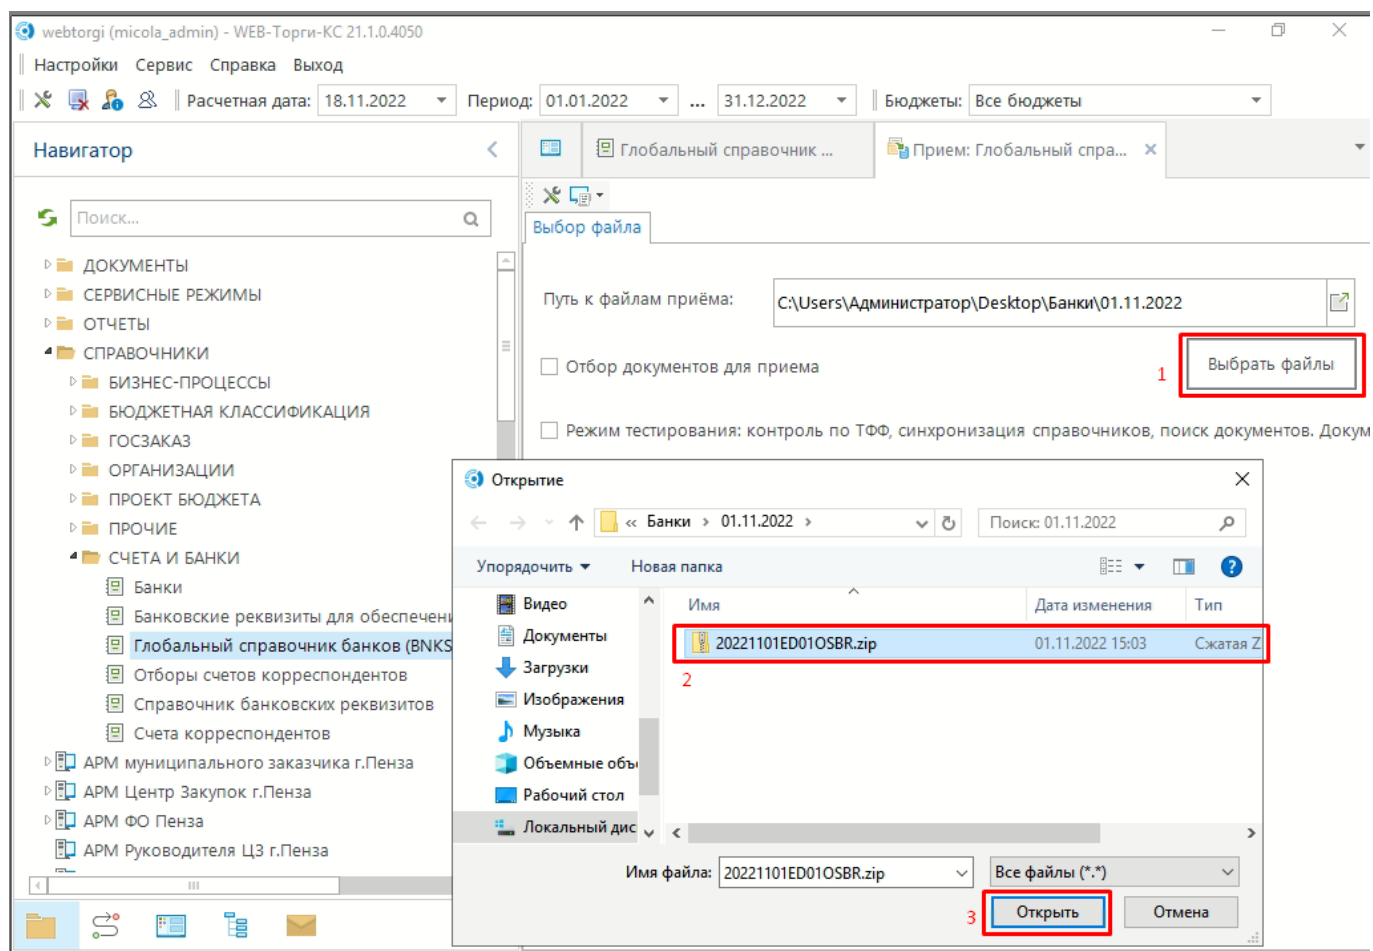 webtorgi (micola_admin) - WEB-Торги-КС 21.1.0.4050
Настройки Сервис Справка Выход
Расчетная дата: 18.11.2022 Период: 01.01.2022 ... 31.12.2022 Бюджеты: Все бюджеты
Навигатор
Глобальный справочник ...
Прием: Глобальный спра...
Поиск...
Выбор файла
ДОКУМЕНТЫ
СЕРВИСНЫЕ РЕЖИМЫ
ОТЧЕТЫ
СПРАВОЧНИКИ
БИЗНЕС-ПРОЦЕССЫ
БЮДЖЕТНАЯ КЛАССИФИКАЦИЯ
ГОСЗАКАЗ
ОРГАНИЗАЦИИ
ПРОЕКТ БЮДЖЕТА
ПРОЧИЕ
СЧЕТА И БАНКИ
Банки
Банковские реквизиты для обеспечени
Глобальный справочник банков (BNKS
Отборы счетов корреспондентов
Справочник банковских реквизитов
Счета корреспондентов
АРМ муниципального заказчика г.Пенза
АРМ Центр Закупок г.Пенза
АРМ ФО Пенза
АРМ Руководителя ЦЗ г.Пенза
Путь к файлам приёма: C:\Users\Администратор\Desktop\Банки\01.11.2022
Отбор документов для приема
1 Выбрать файлы
Режим тестирования: контроль по ТФФ, синхронизация справочников, поиск документов. Докум
Открытие
« Банки › 01.11.2022 ›
Поиск: 01.11.2022
Упорядочить Новая папка
Видео
Документы
Загрузки
Изображения
Музыка
Объемные объ
Рабочий стол
Локальный дис
Имя Дата изменения Тип
20221101ED01OSBR.zip 01.11.2022 15:03 Сжатая Z
2
Имя файла: 20221101ED01OSBR.zip Все файлы (*.*)
3 Открыть Отмена